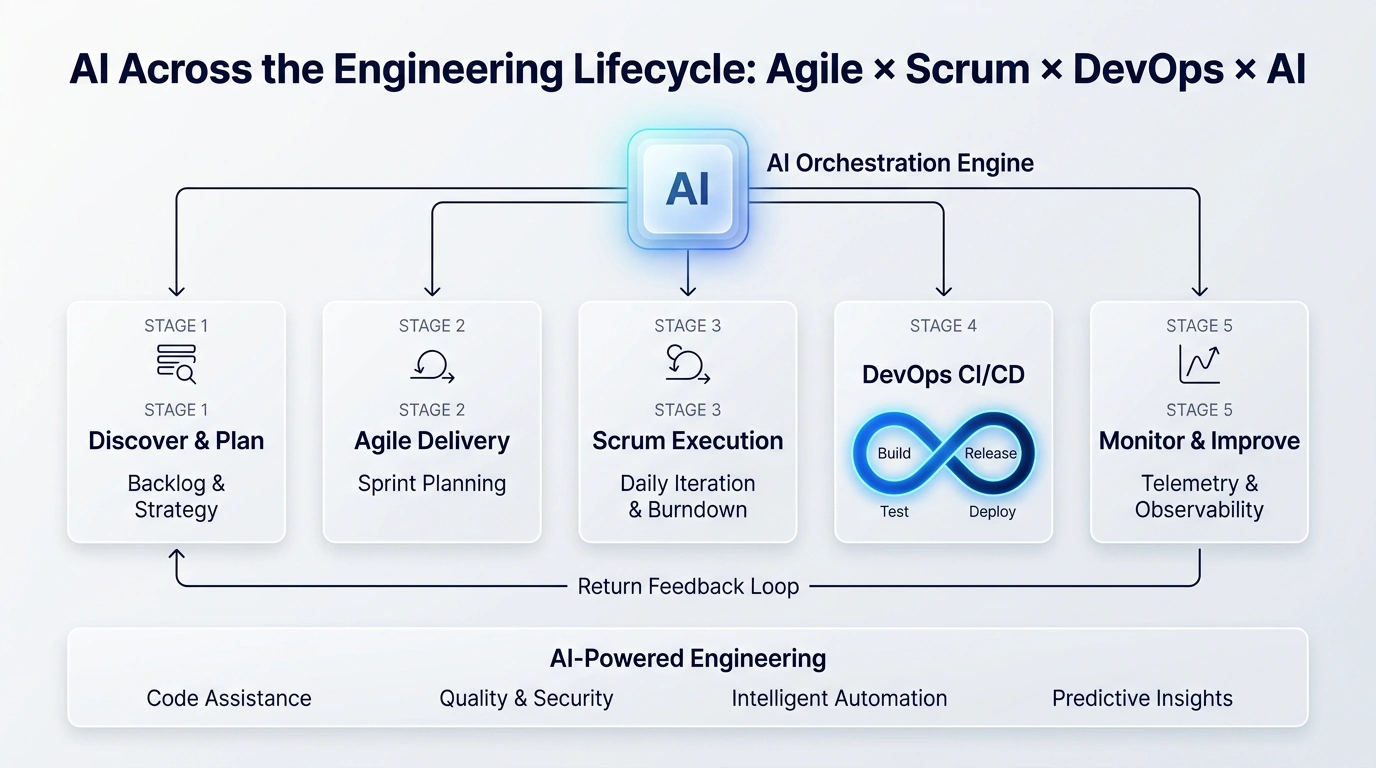 AI Across the Engineering Lifecycle: Agile × Scrum × DevOps × AI
AI
AI Orchestration Engine
STAGE 1
STAGE 1
Discover & Plan
Backlog &
Strategy
STAGE 2
STAGE 2
Agile Delivery
Sprint Planning
STAGE 3
STAGE 3
Scrum Execution
Daily Iteration
& Burndown
STAGE 4
DevOps CI/CD
Build
Release
Test
Deploy
STAGE 5
STAGE 5
Monitor & Improve
Telemetry &
Observability
Return Feedback Loop
AI-Powered Engineering
Code Assistance
Quality & Security
Intelligent Automation
Predictive Insights